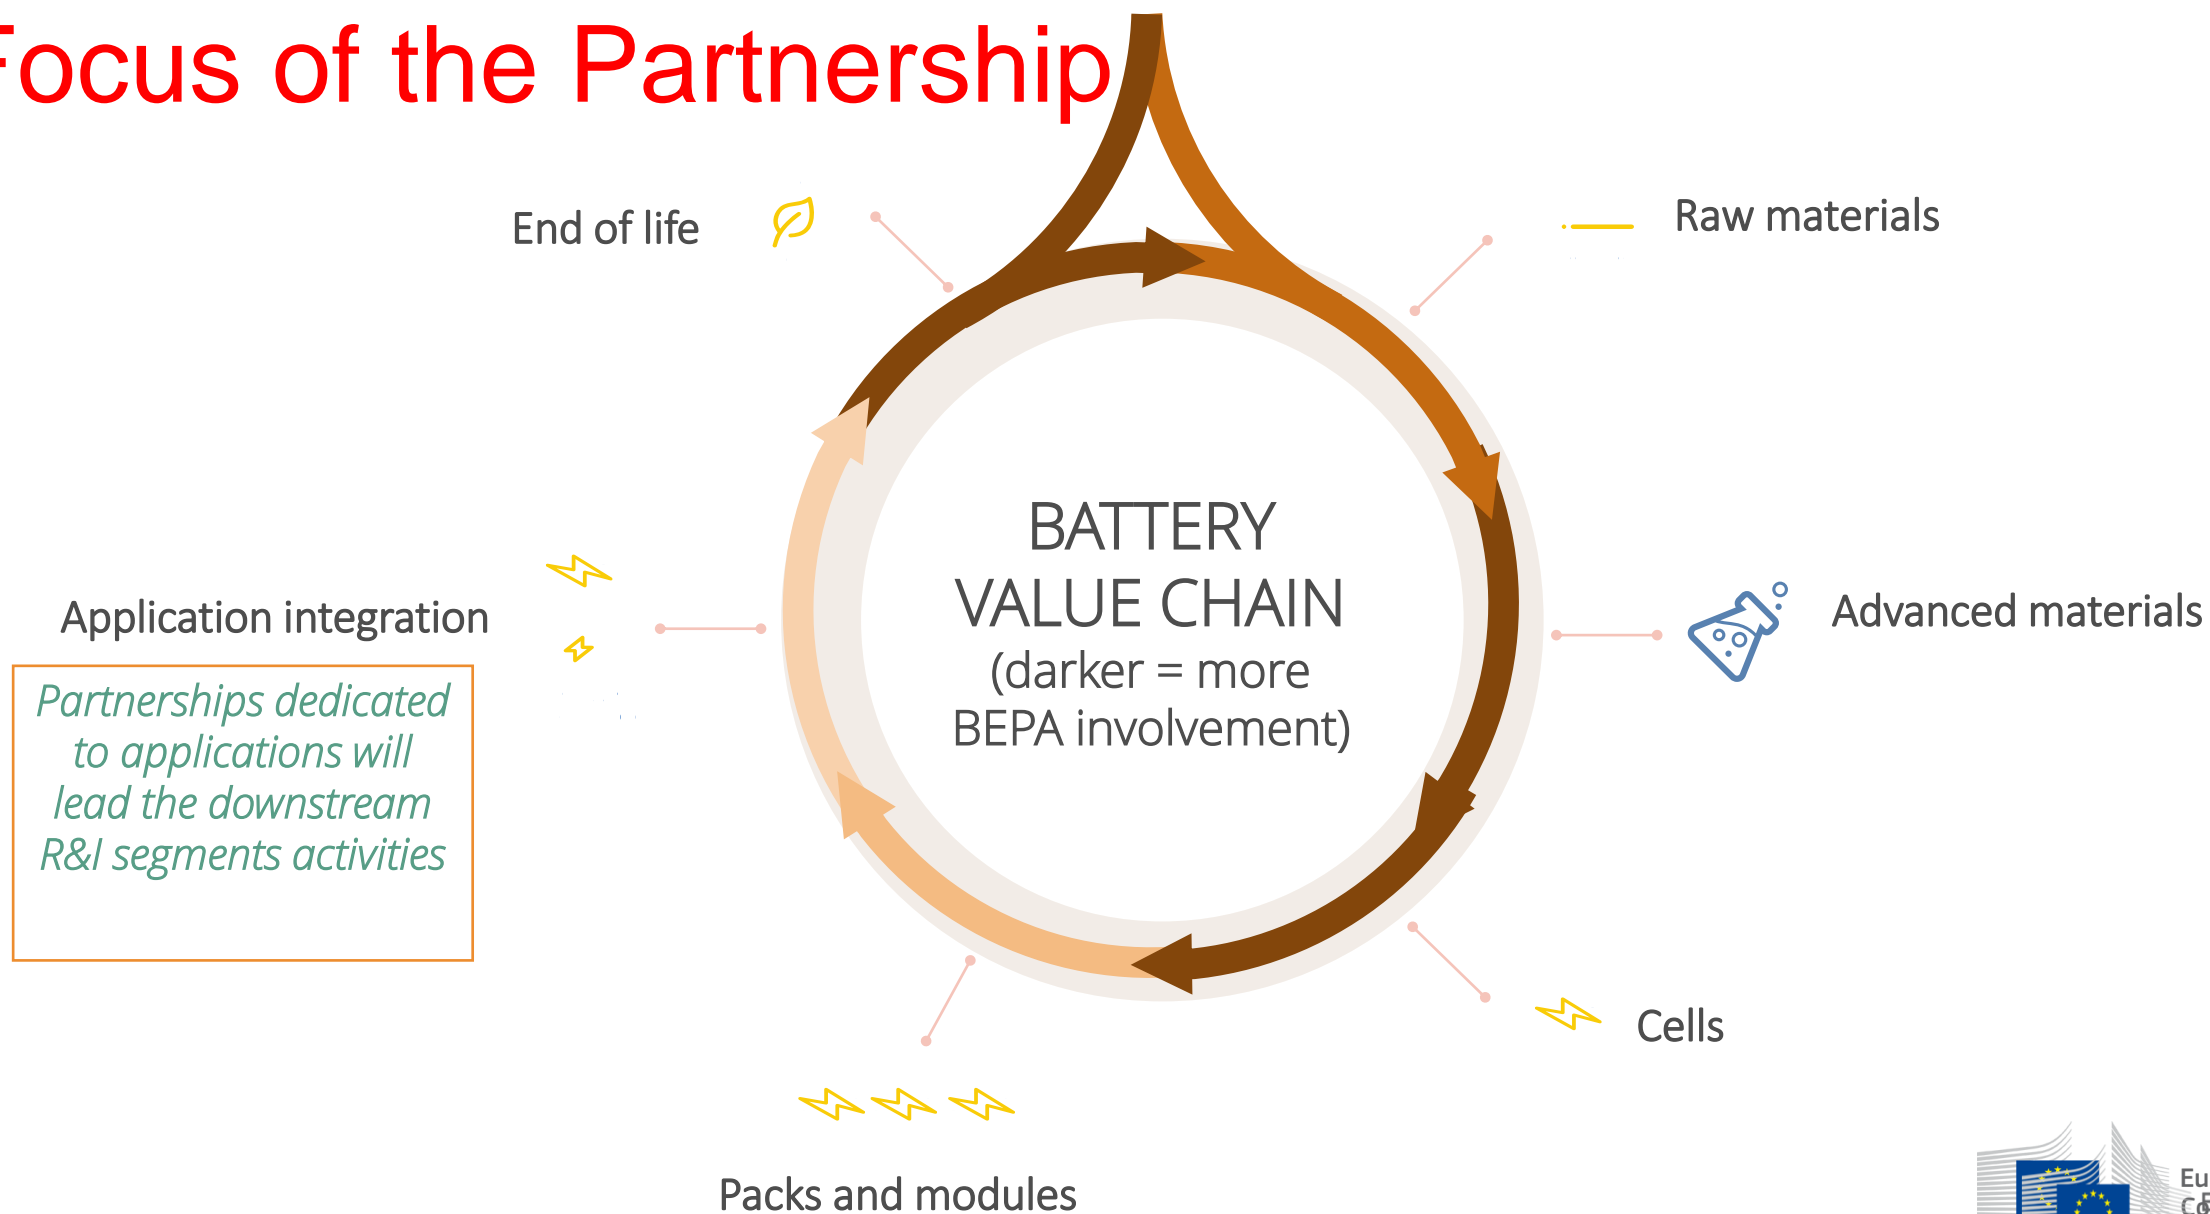 Focus of the Partnership
End of life
Raw materials
BATTERY
VALUE CHAIN
(darker = more
BEPA involvement)
Application integration
Partnerships dedicated
to applications will
lead the downstream
R&I segments activities
Advanced materials
Cells
Packs and modules